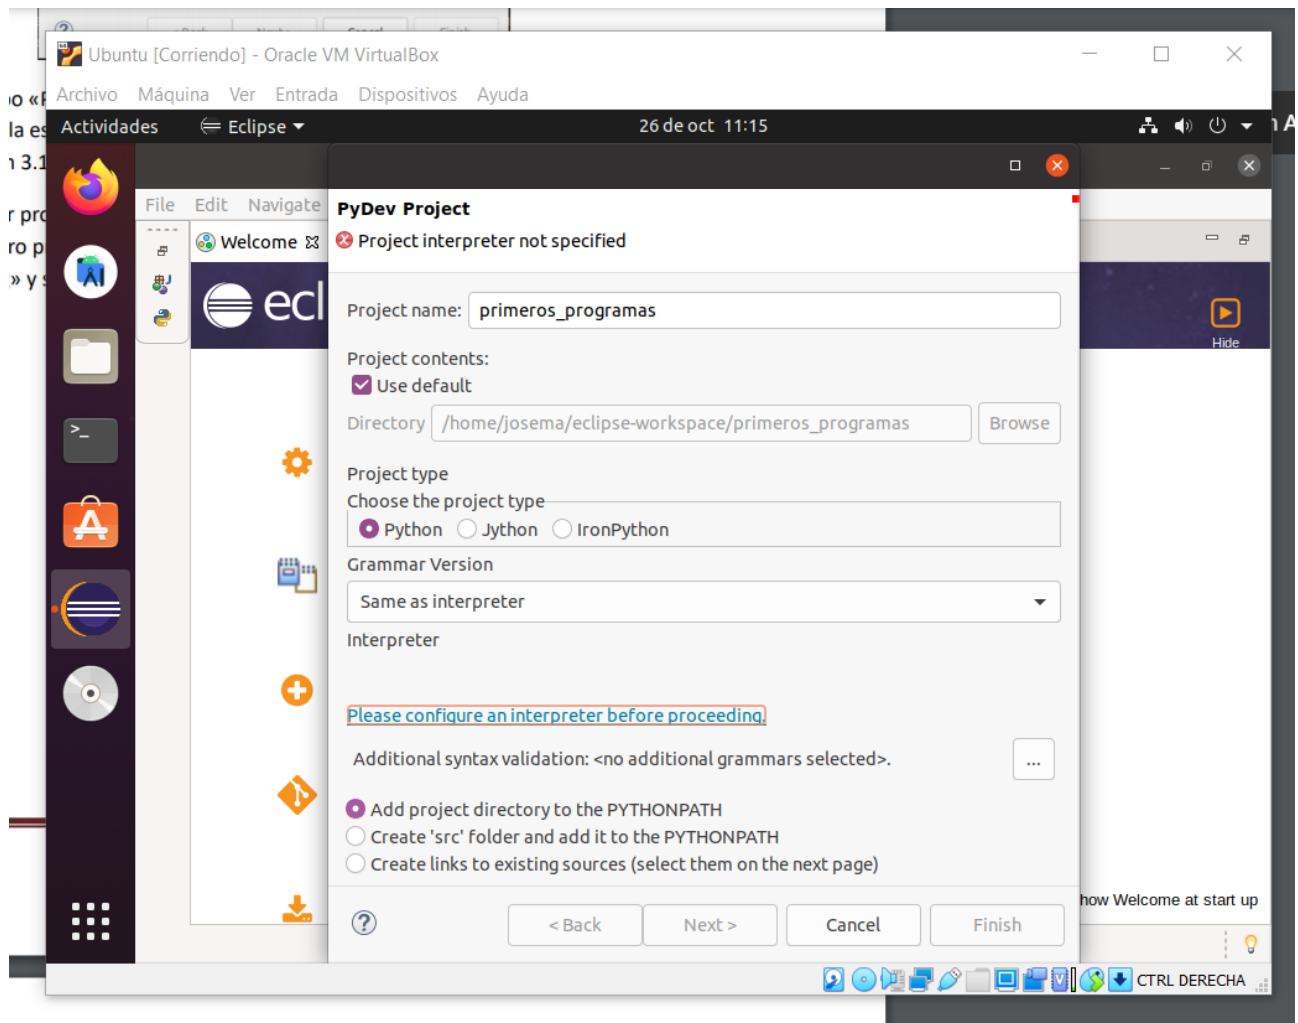 Ubuntu [Corriendo] - Oracle VM VirtualBox
Archivo Máquina Ver Entrada Dispositivos Ayuda
Actividades Eclipse 26 de oct 11:15
File Edit Navigate
PyDev Project
Welcome
Project interpreter not specified
ecl
Hide
Project name: primeros_programas
Project contents:
Use default
Directory /home/josema/eclipse-workspace/primeros_programas Browse
Project type
Choose the project type
Python Jython IronPython
Grammar Version
Same as interpreter
Interpreter
Please configure an interpreter before proceeding.
Additional syntax validation: <no additional grammars selected>. ...
Add project directory to the PYTHONPATH
Create 'src' folder and add it to the PYTHONPATH
Create links to existing sources (select them on the next page)
how Welcome at start up
< Back Next > Cancel Finish
CTRL DERECHA